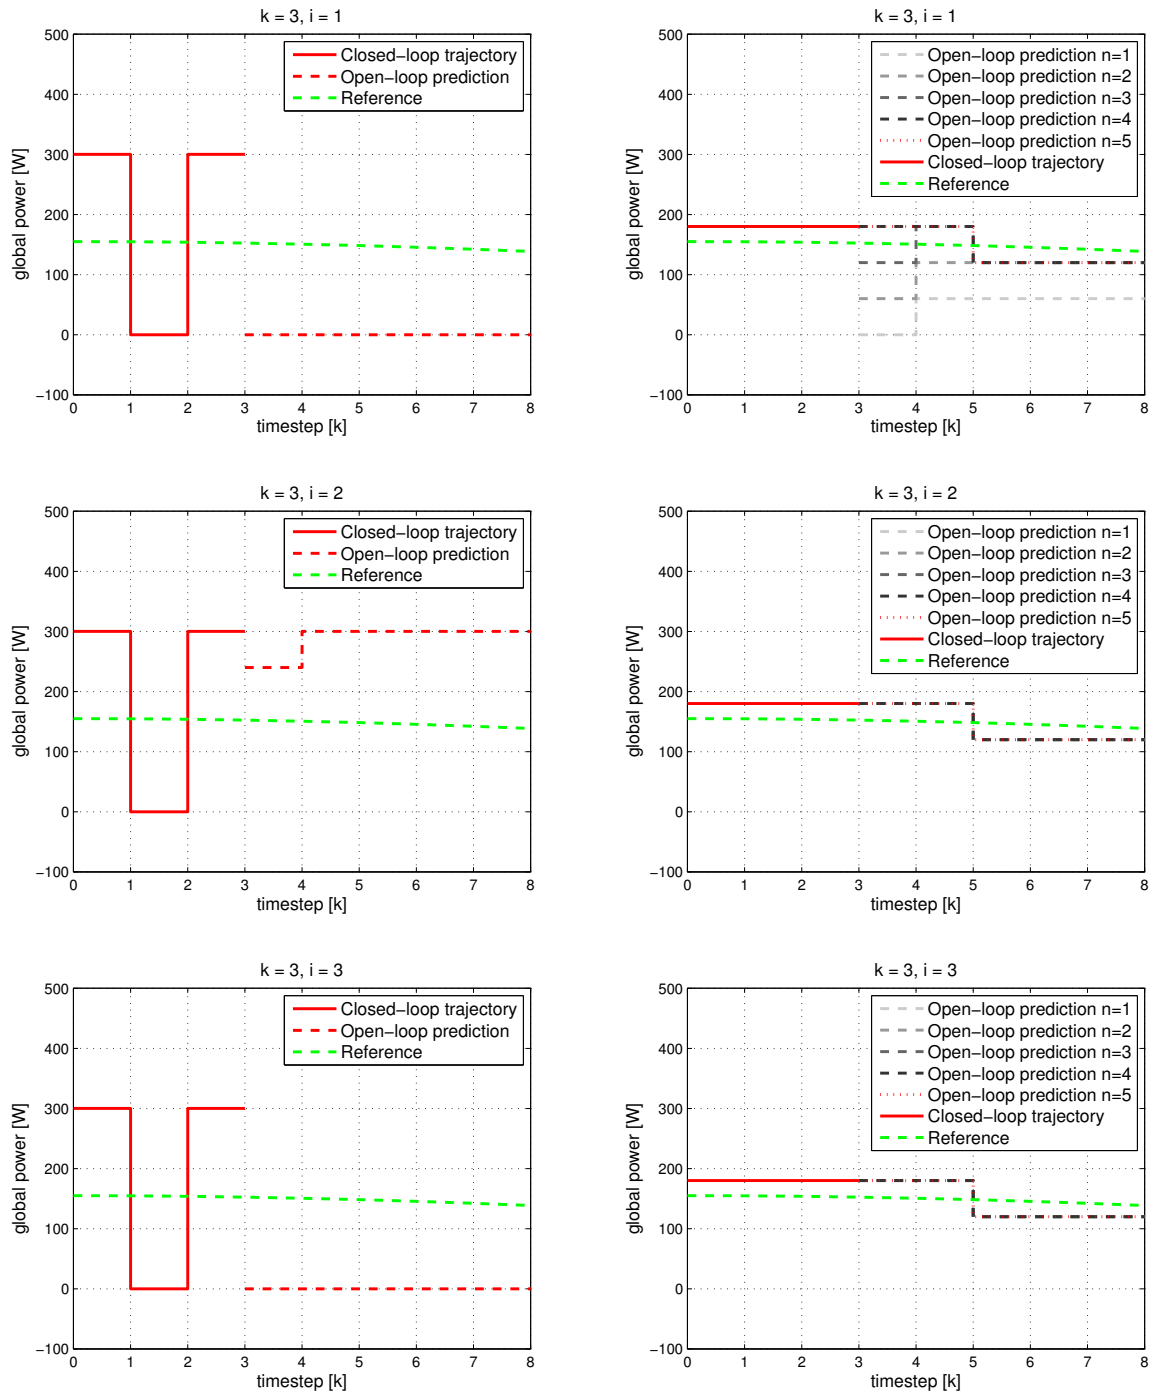 k = 3, i = 1
500
400
300
200
100
0
−100
global power [W]
Closed−loop trajectory
Open−loop prediction
Reference
0 1 2 3 4 5 6 7 8
timestep [k]
k = 3, i = 1
500
400
300
200
100
0
−100
global power [W]
Open−loop prediction n=1
Open−loop prediction n=2
Open−loop prediction n=3
Open−loop prediction n=4
Open−loop prediction n=5
Closed−loop trajectory
Reference
0 1 2 3 4 5 6 7 8
timestep [k]
k = 3, i = 2
500
400
300
200
100
0
−100
global power [W]
Closed−loop trajectory
Open−loop prediction
Reference
0 1 2 3 4 5 6 7 8
timestep [k]
k = 3, i = 2
500
400
300
200
100
0
−100
global power [W]
Open−loop prediction n=1
Open−loop prediction n=2
Open−loop prediction n=3
Open−loop prediction n=4
Open−loop prediction n=5
Closed−loop trajectory
Reference
0 1 2 3 4 5 6 7 8
timestep [k]
k = 3, i = 3
500
400
300
200
100
0
−100
global power [W]
Closed−loop trajectory
Open−loop prediction
Reference
0 1 2 3 4 5 6 7 8
timestep [k]
k = 3, i = 3
500
400
300
200
100
0
−100
global power [W]
Open−loop prediction n=1
Open−loop prediction n=2
Open−loop prediction n=3
Open−loop prediction n=4
Open−loop prediction n=5
Closed−loop trajectory
Reference
0 1 2 3 4 5 6 7 8
timestep [k]